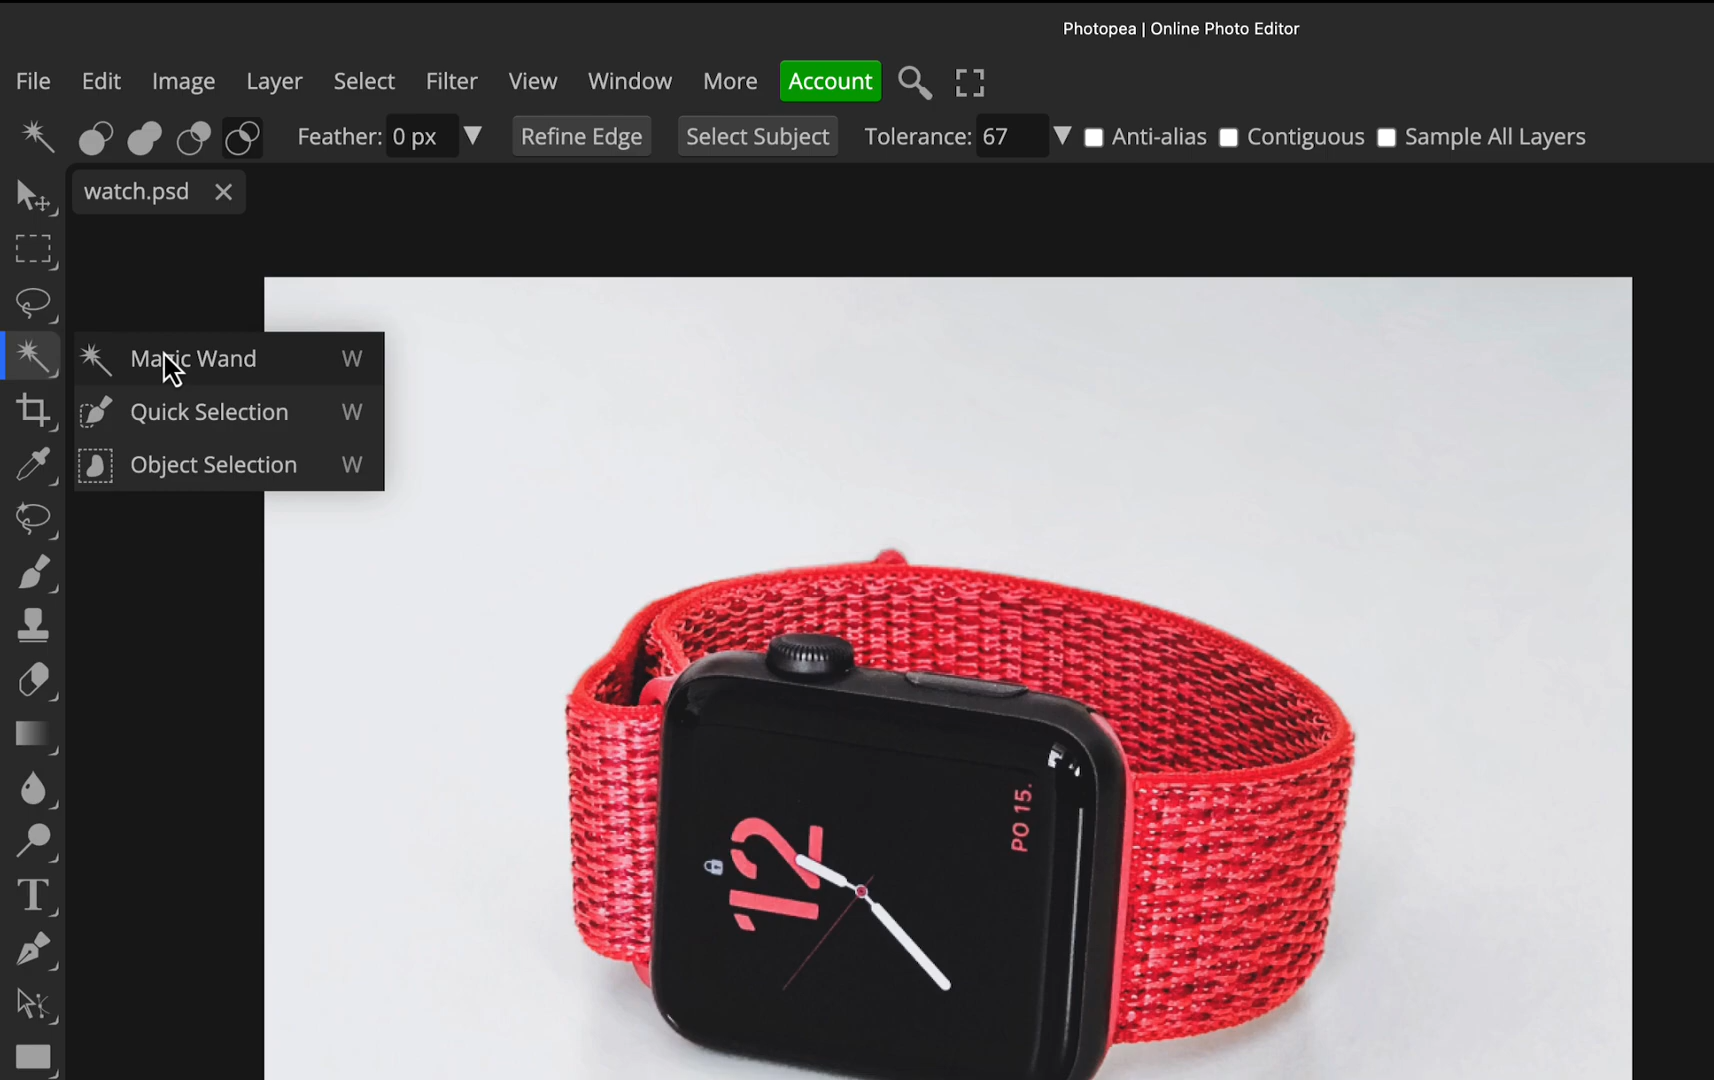 Photopea | Online Photo Editor
File Edit Image Layer Select Filter View Window More Account
Feather: 0 px Refine Edge Select Subject Tolerance: 67 Anti-alias Contiguous Sample All Layers
watch.psd
Magic Wand W
Quick Selection W
Object Selection W
T
12
PO 15.